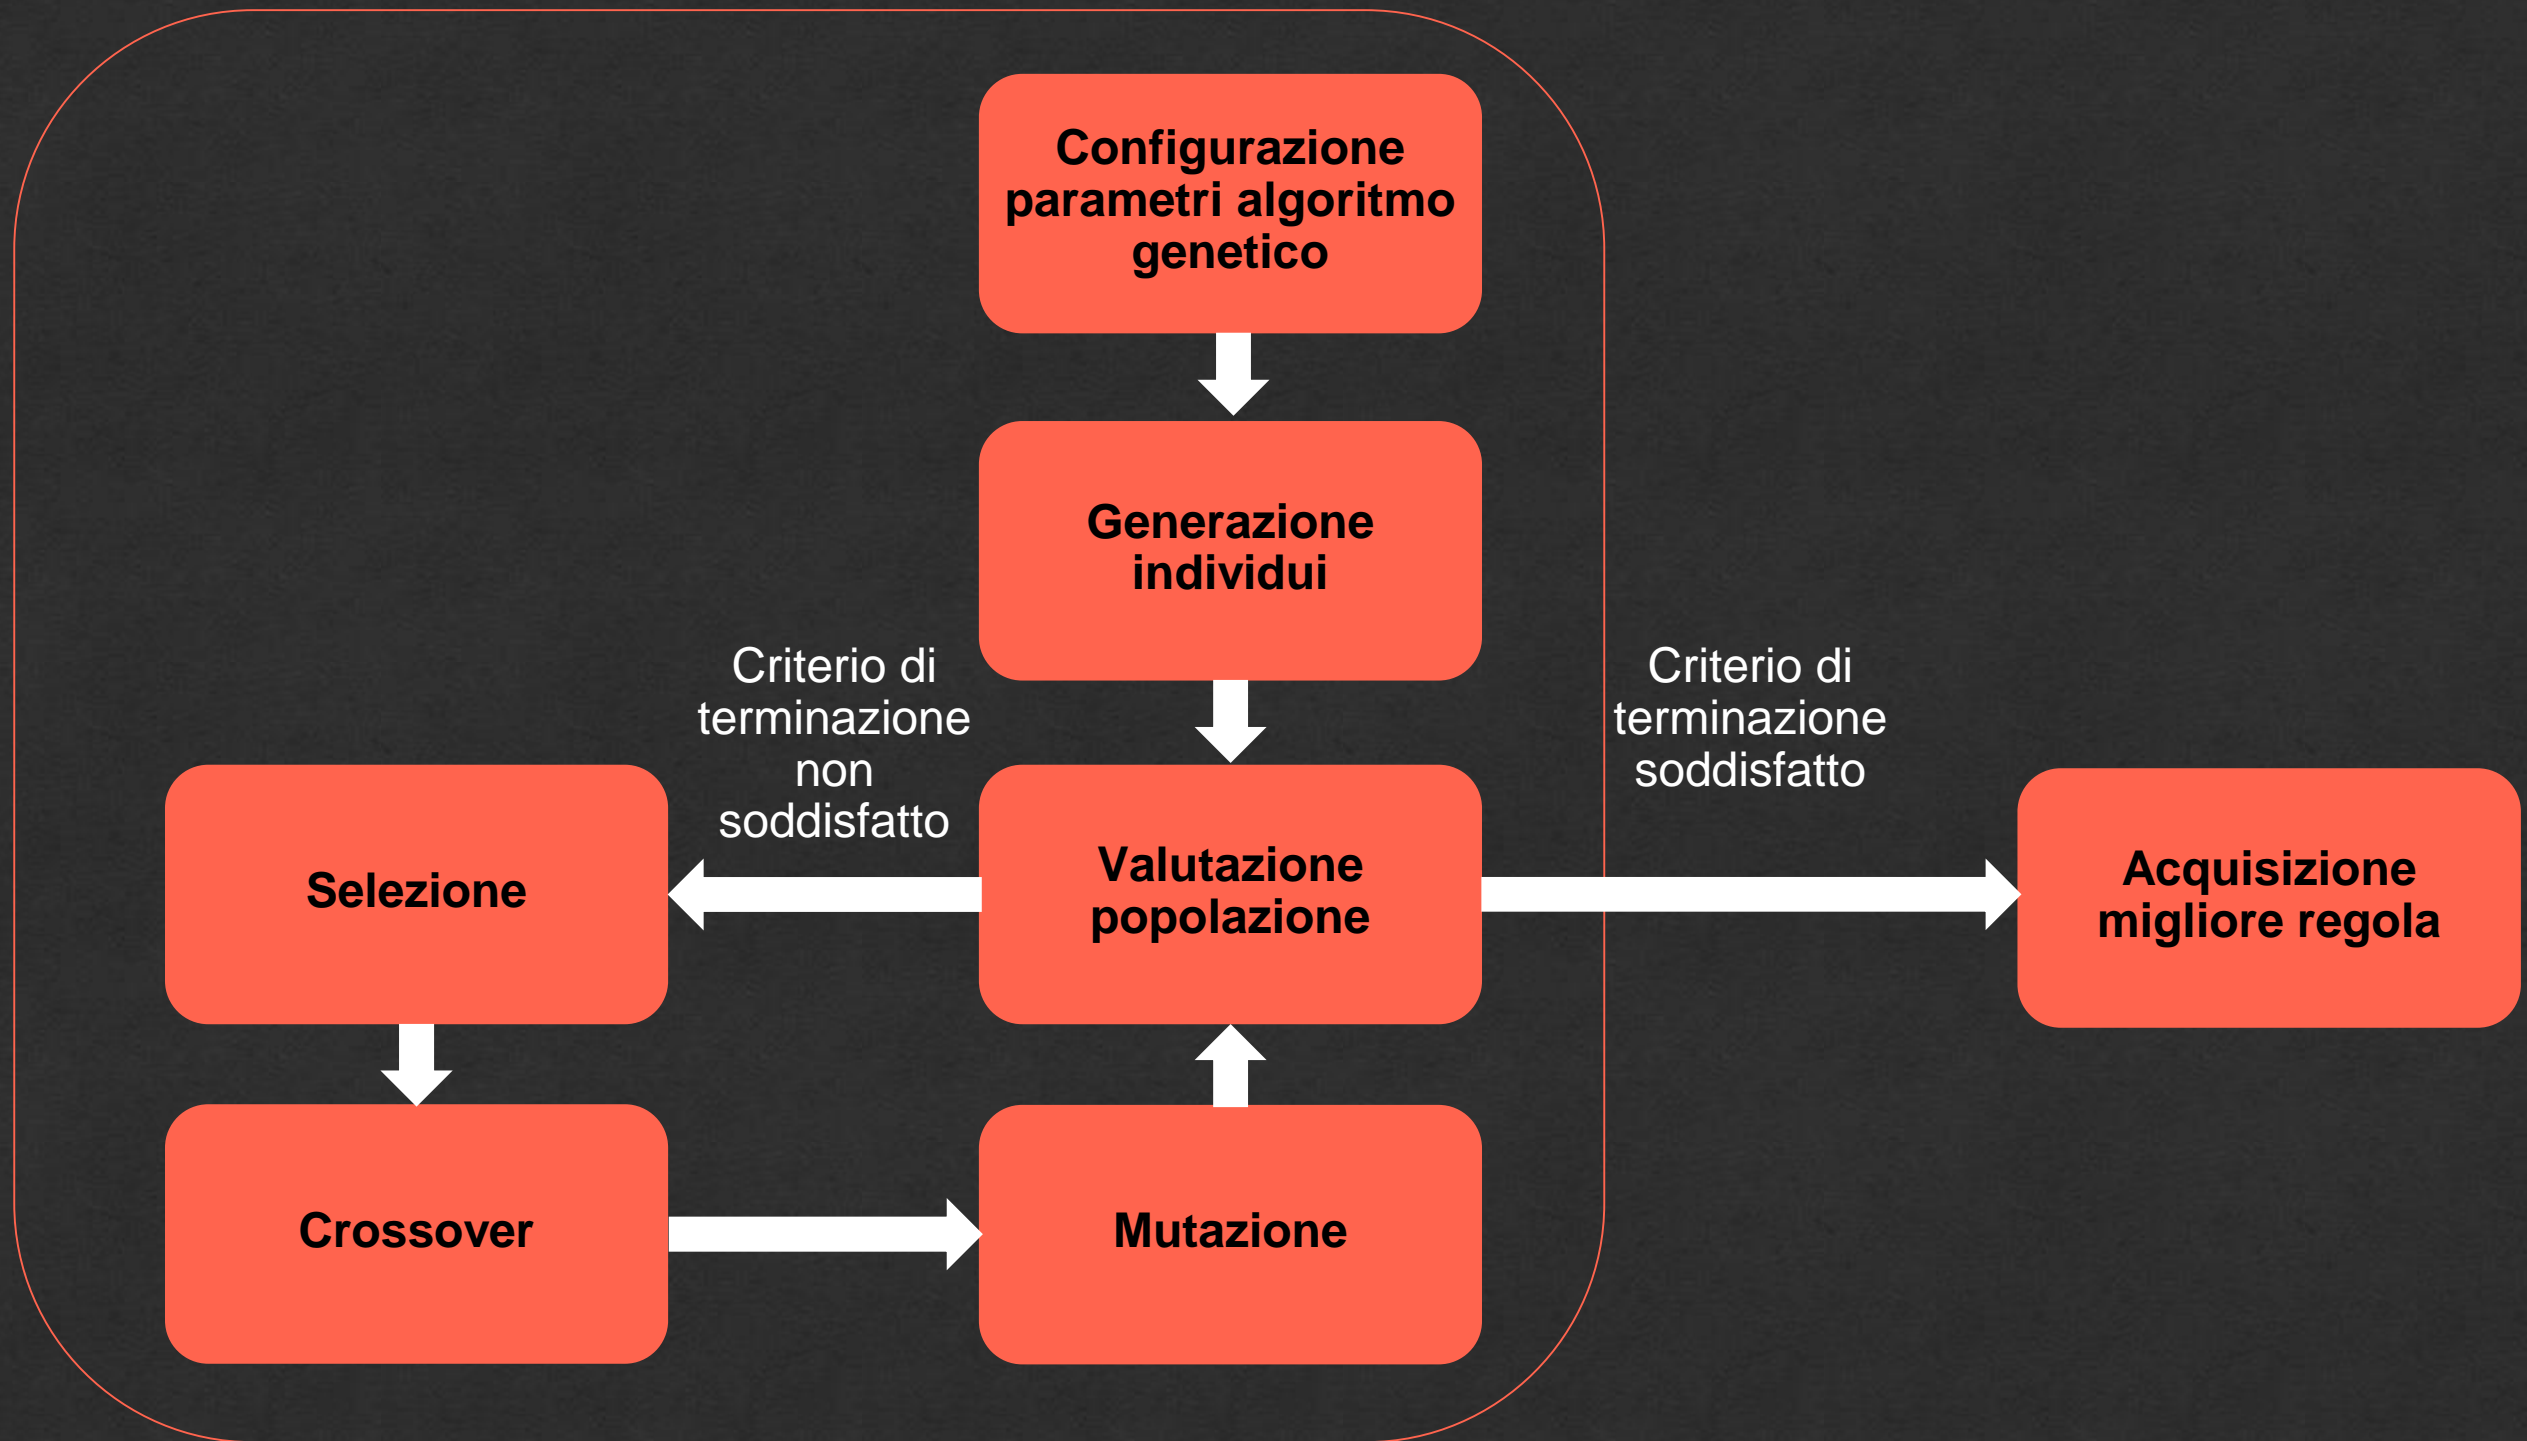 Configurazione
parametri algoritmo
genetico
Generazione
individui
Criterio di
terminazione
non
soddisfatto
Criterio di
terminazione
soddisfatto
Selezione
Valutazione
popolazione
Acquisizione
migliore regola
Crossover
Mutazione